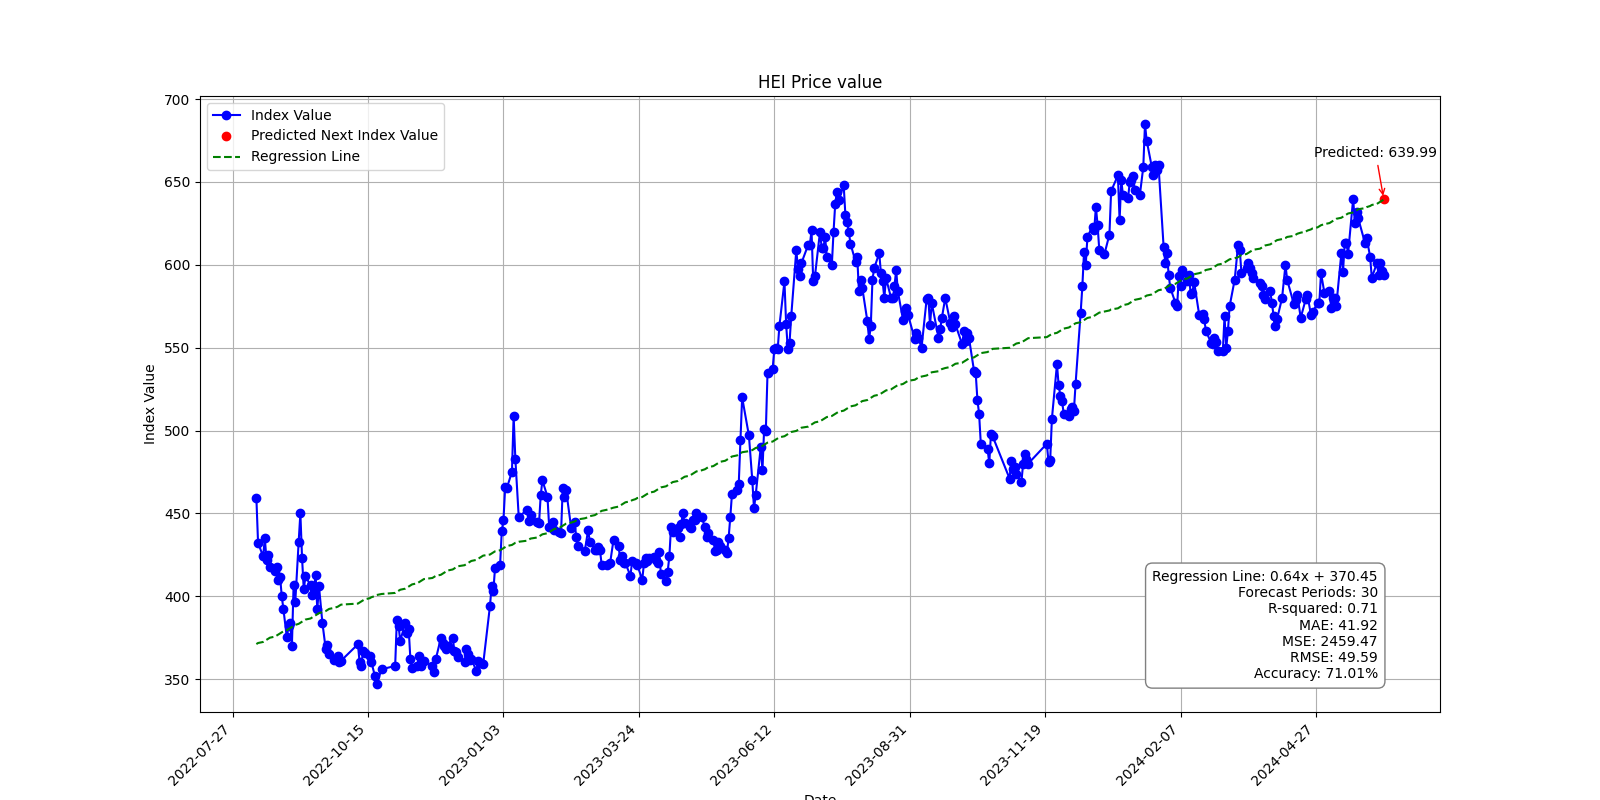 HEI Price value
Index Value
Predicted Next Index Value
Regression Line
Predicted: 639.99
700
650
600
550
500
450
400
350
Index Value
Regression Line: 0.64x + 370.45
Forecast Periods: 30
R-squared: 0.71
MAE: 41.92
MSE: 2459.47
RMSE: 49.59
Accuracy: 71.01%
2022-07-27
2022-10-15
2023-01-03
2023-03-24
2023-06-12
2023-08-31
2023-11-19
2024-02-07
2024-04-27
Date